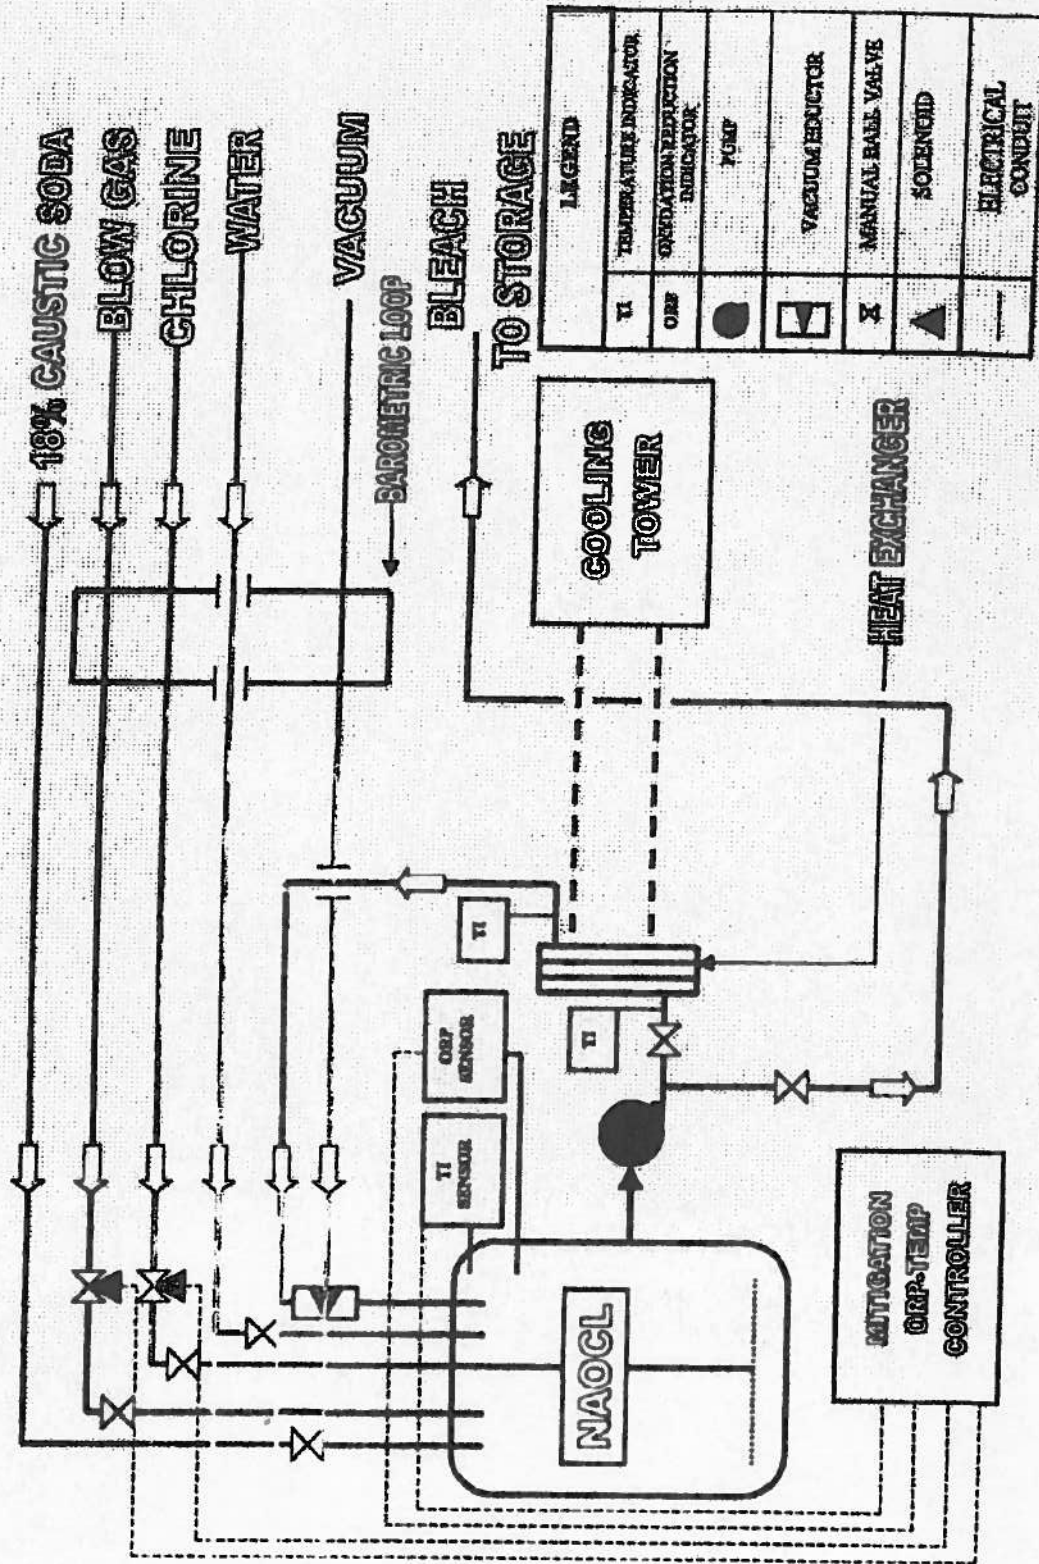 18% CAUSTIC SODA
BLOW GAS
CHLORINE
WATER
VACUUM
BAROMETRIC LOOP
BLEACH
TO STORAGE
COOLING
TOWER
HEAT EXCHANGER
TI
TI
ORP
SENSOR
TI
SENSOR
NAOCL
MITIGATION
ORP-TEMP
CONTROLLER
LEGEND
TI TEMPERATURE INDICATOR
ORP OXIDATION REDUCTION
INDICATOR
PUMP
VACUUM EDUCTOR
MANUAL BALL VALVE
SOLENOID
ELECTRICAL
CONDUIT